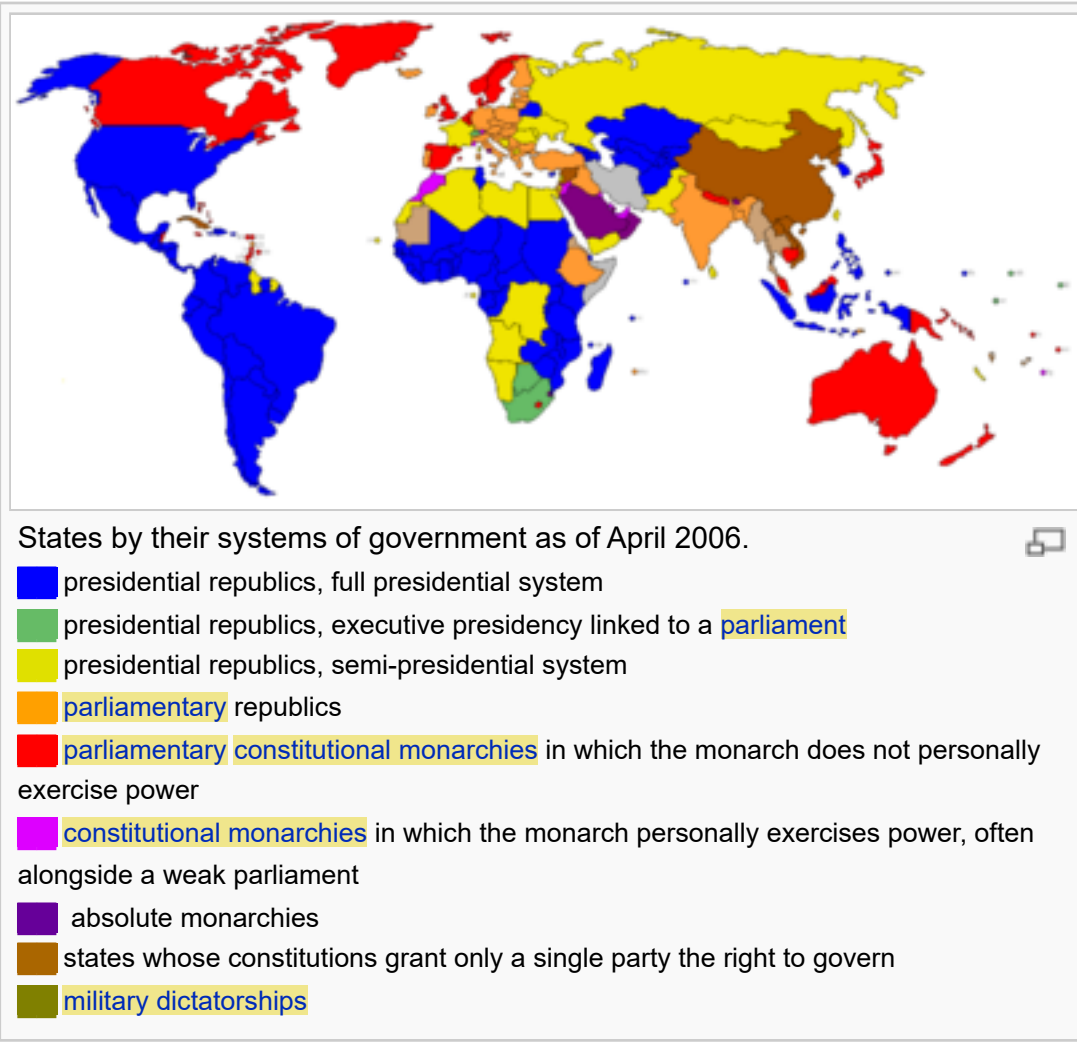 States by their systems of government as of April 2006.
presidential republics, full presidential system
presidential republics, executive presidency linked to a parliament
presidential republics, semi-presidential system
parliamentary republics
parliamentary constitutional monarchies in which the monarch does not personally
exercise power
constitutional monarchies in which the monarch personally exercises power, often
alongside a weak parliament
absolute monarchies
states whose constitutions grant only a single party the right to govern
military dictatorships